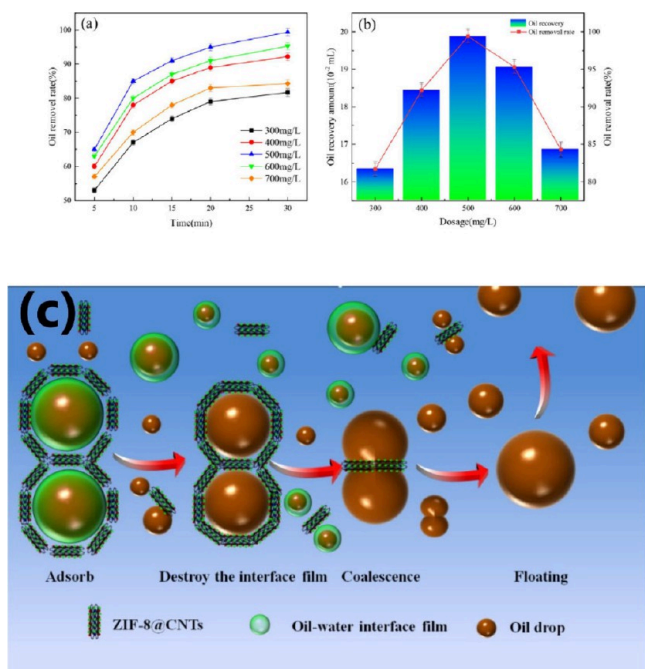 (a)
Oil removal rate(%)
100
90
80
70
60
50
300mg/L
400mg/L
500mg/L
600mg/L
700mg/L
5
10
15
20
30
Time(min)
(b)
Oil recovery
Oil removal rate
Oil recovery amount(10⁻² mL)
20
19
18
17
16
Oil removal rate(%)
100
95
90
85
80
300
400
500
600
700
Dosage(mg/L)
(c)
Adsorb
Destroy the interface film
Coalescence
Floating
ZIF-8@CNTs
Oil-water interface film
Oil drop